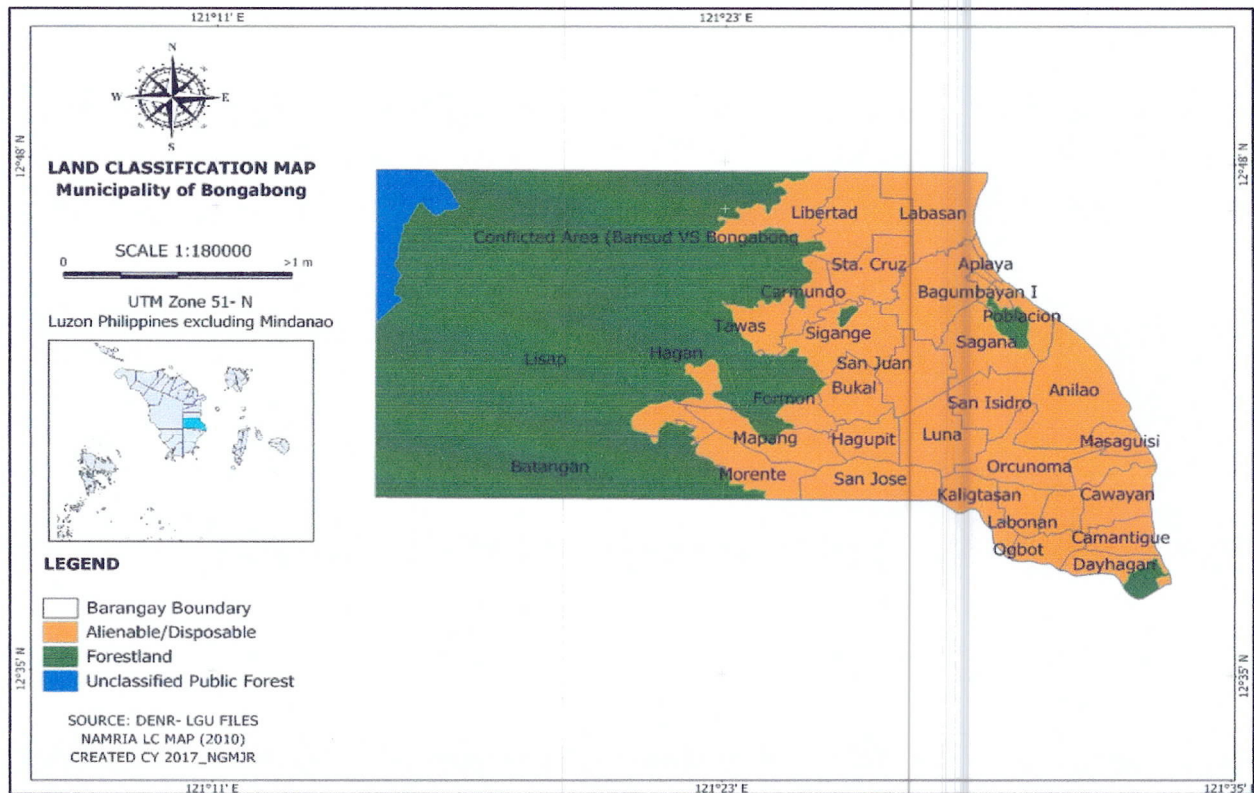 121°11' E
121°23' E
N
W
E
S
12°48' N
12°48' N
LAND CLASSIFICATION MAP
Municipality of Bongabong
SCALE 1:180000
0
>1 m
UTM Zone 51- N
Luzon Philippines excluding Mindanao
LEGEND
Barangay Boundary
Alienable/Disposable
Forestland
Unclassified Public Forest
SOURCE: DENR- LGU FILES
NAMRIA LC MAP (2010)
CREATED CY 2017_NGMJR
Libertad
Labasan
Conflicted Area (Bansud VS Bongabong
Sta. Cruz
Aplaya
Carmundo
Bagumbayan I
Poblacion
Tawas
Sigange
Sagana
Lisap
Hagan
San Juan
Formon
Bukal
Anilao
San Isidro
Mapang
Hagupit
Luna
Masaguisi
Batangan
Morente
San Jose
Orcunoma
Kaligtasan
Cawayan
Labonan
Ogbot
Camantigue
Dayhagan
12°35' N
12°35' N
121°11' E
121°23' E
121°35' E